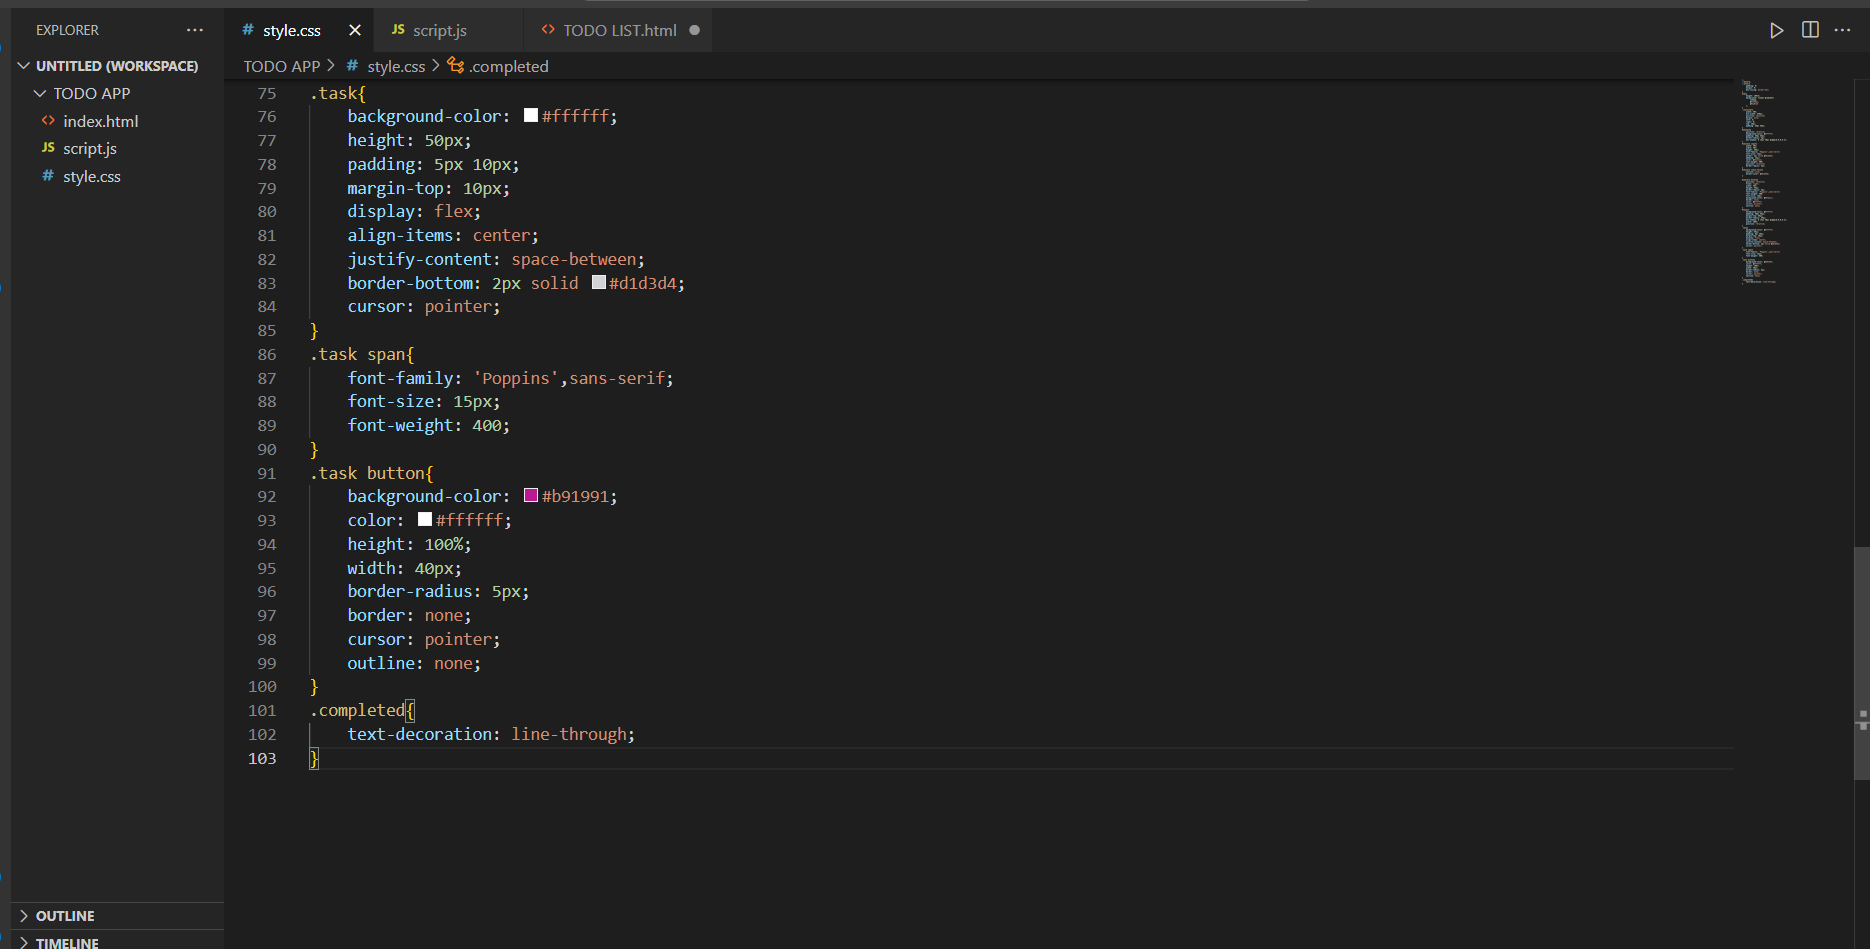 EXPLORER
UNTITLED (WORKSPACE)
TODO APP
index.html
script.js
style.css
OUTLINE
TIMELINE
style.css
script.js
TODO LIST.html
TODO APP > style.css > .completed
75 .task{
76 background-color: #ffffff;
77 height: 50px;
78 padding: 5px 10px;
79 margin-top: 10px;
80 display: flex;
81 align-items: center;
82 justify-content: space-between;
83 border-bottom: 2px solid #d1d3d4;
84 cursor: pointer;
85 }
86 .task span{
87 font-family: 'Poppins',sans-serif;
88 font-size: 15px;
89 font-weight: 400;
90 }
91 .task button{
92 background-color: #b91991;
93 color: #ffffff;
94 height: 100%;
95 width: 40px;
96 border-radius: 5px;
97 border: none;
98 cursor: pointer;
99 outline: none;
100 }
101 .completed{
102 text-decoration: line-through;
103 }